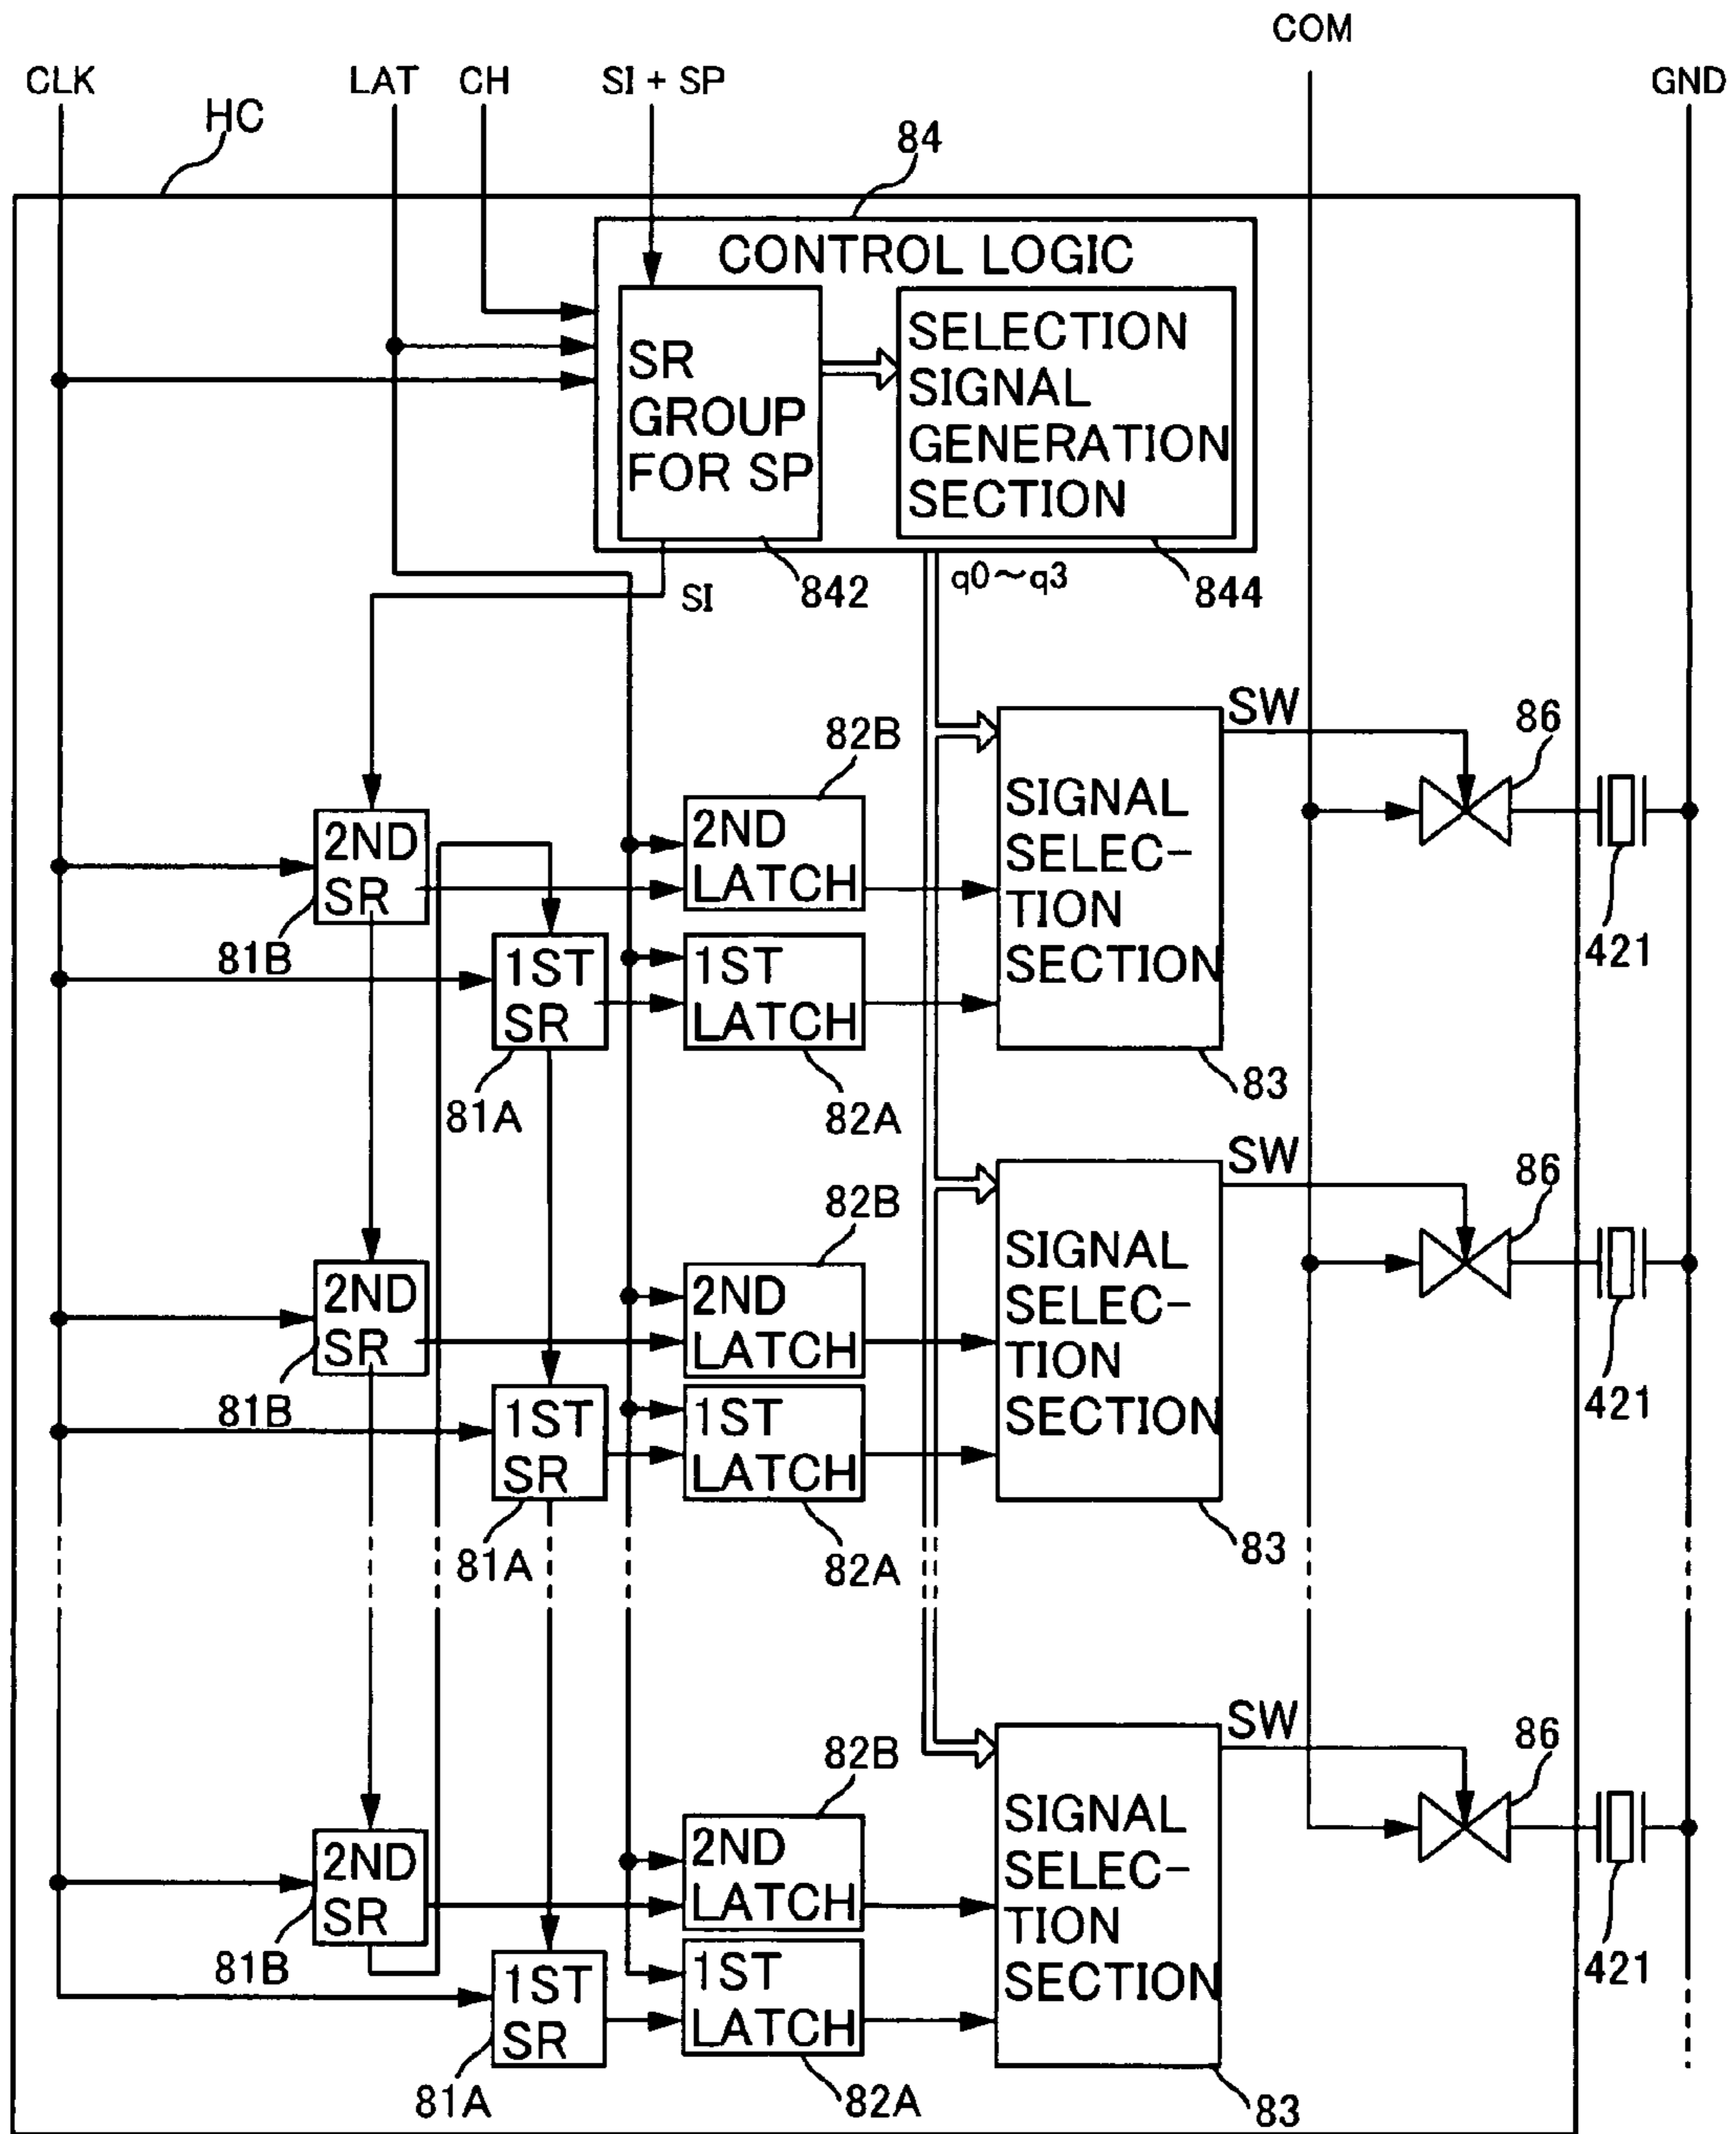 COM
CLK
LAT
CH
SI + SP
GND
HC
84
CONTROL LOGIC
SR
GROUP
FOR SP
SELECTION
SIGNAL
GENERATION
SECTION
SI
842
q0～q3
844
SW
86
82B
2ND
SR
2ND
LATCH
SIGNAL
SELEC-
TION
SECTION
81B
1ST
SR
1ST
LATCH
421
81A
82A
83
SW
86
82B
2ND
SR
2ND
LATCH
SIGNAL
SELEC-
TION
SECTION
81B
1ST
SR
1ST
LATCH
421
81A
82A
83
SW
86
82B
2ND
SR
2ND
LATCH
SIGNAL
SELEC-
TION
SECTION
81B
1ST
SR
1ST
LATCH
421
81A
82A
83